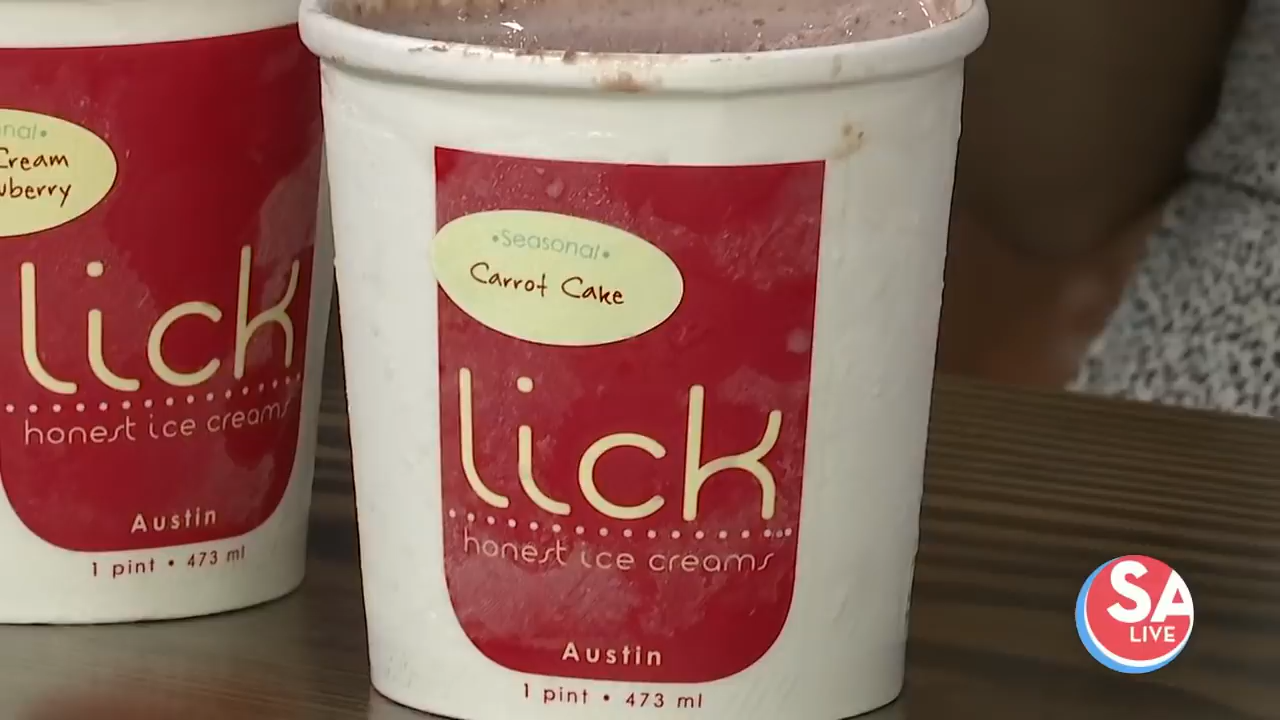 Cream
•Seasonal•
Carrot Cake
lick
honest ice creams
Austin
1 pint • 473 ml
lick
honest ice creams
Austin
1 pint • 473 ml
SA
LIVE